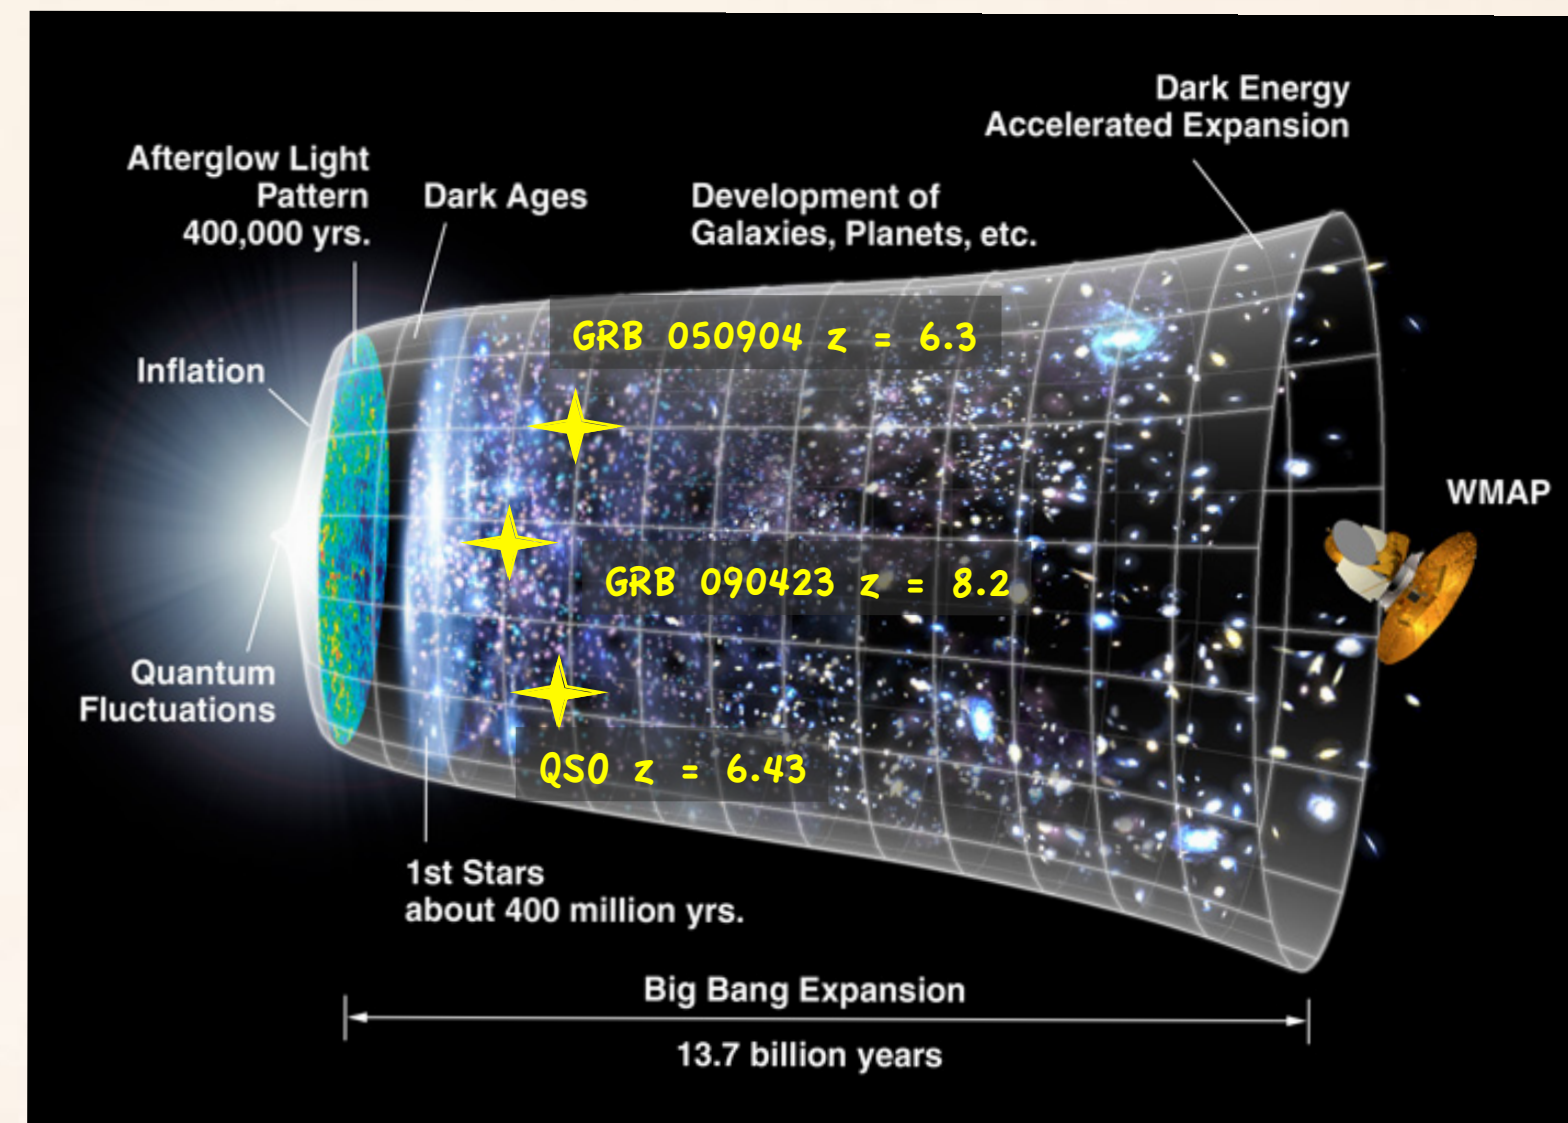 Dark Energy
Accelerated Expansion
Afterglow Light
Pattern
400,000 yrs.
Dark Ages
Development of
Galaxies, Planets, etc.
GRB 050904 z = 6.3
Inflation
WMAP
GRB 090423 z = 8.2
Quantum
Fluctuations
QSO z = 6.43
1st Stars
about 400 million yrs.
Big Bang Expansion
13.7 billion years